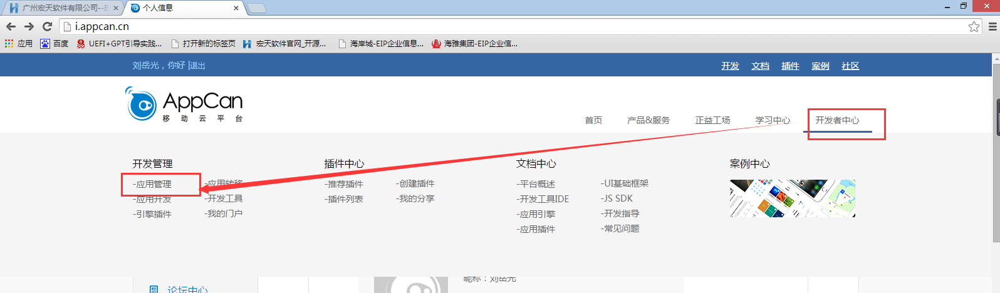 广州宏天软件有限公司--B
个人信息
i.appcan.cn
应用 百度 UEFI+GPT引导实践... 打开新的标签页 宏天软件官网_开源... 海岸城-EIP企业信息... 海雅集团-EIP企业信...
刘岳光，你好 |退出 开发 文档 插件 案例 社区
AppCan
移动云平台
首页 产品&服务 正益工场 学习中心 开发者中心
开发管理 插件中心 文档中心 案例中心
-应用管理 -应用转移 -推荐插件 -创建插件 -平台概述 -UI基础框架
-应用开发 -开发工具 -插件列表 -我的分享 -开发工具IDE -JS SDK
-引擎插件 -我的门户 -应用引擎 -开发指导
-应用插件 -常见问题
昵称：刘岳光
论坛中心